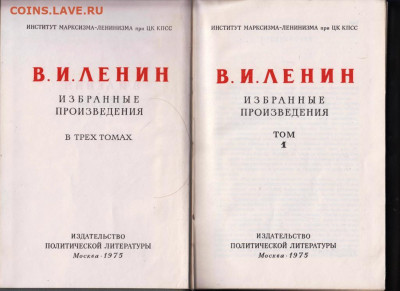 COINS.ЛАВЕ.RU
ИНСТИТУТ МАРКСИЗМА-ЛЕНИНИЗМА при ЦК КПСС
В. И. ЛЕНИН
ИЗБРАННЫЕ
ПРОИЗВЕДЕНИЯ
В ТРЕХ ТОМАХ
ИЗДАТЕЛЬСТВО
ПОЛИТИЧЕСКОЙ ЛИТЕРАТУРЫ
Москва · 1975
ИНСТИТУТ МАРКСИЗМА-ЛЕНИНИЗМА при ЦК КПСС
В. И. ЛЕНИН
ИЗБРАННЫЕ
ПРОИЗВЕДЕНИЯ
ТОМ
1
ИЗДАТЕЛЬСТВО
ПОЛИТИЧЕСКОЙ ЛИТЕРАТУРЫ
Москва · 1975